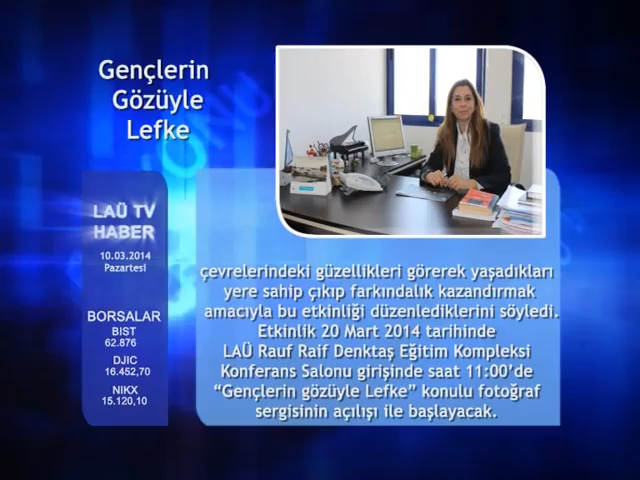 Gençlerin
Gözüyle
Lefke
LAÜ TV
HABER
10.03.2014
Pazartesi
BORSALAR
BIST
62.876
DJIC
16.452,70
NIKX
15.120,10
çevrelerindeki güzellikleri görerek yaşadıkları
yere sahip çıkıp farkındalık kazandırmak
amacıyla bu etkinliği düzenlediklerini söyledi.
Etkinlik 20 Mart 2014 tarihinde
LAÜ Rauf Raif Denktaş Eğitim Kompleksi
Konferans Salonu girişinde saat 11:00’de
“Gençlerin gözüyle Lefke” konulu fotoğraf
sergisinin açılışı ile başlayacak.